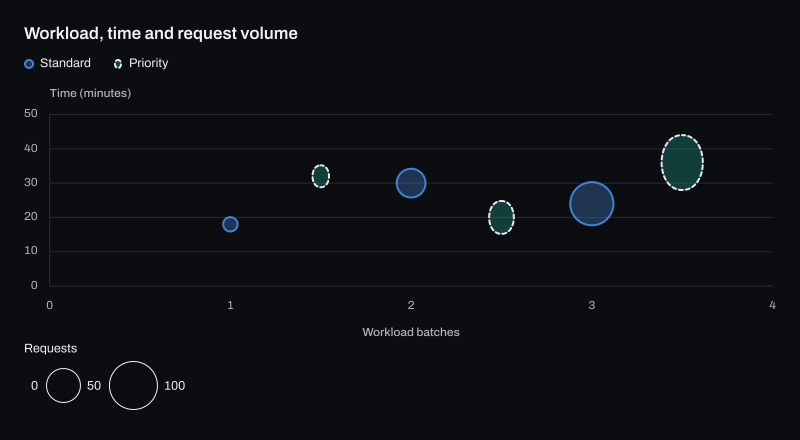 Workload, time and request volume
Standard Priority
Time (minutes)
50
40
30
20
10
0
0 1 2 3 4
Workload batches
Requests
0 50 100